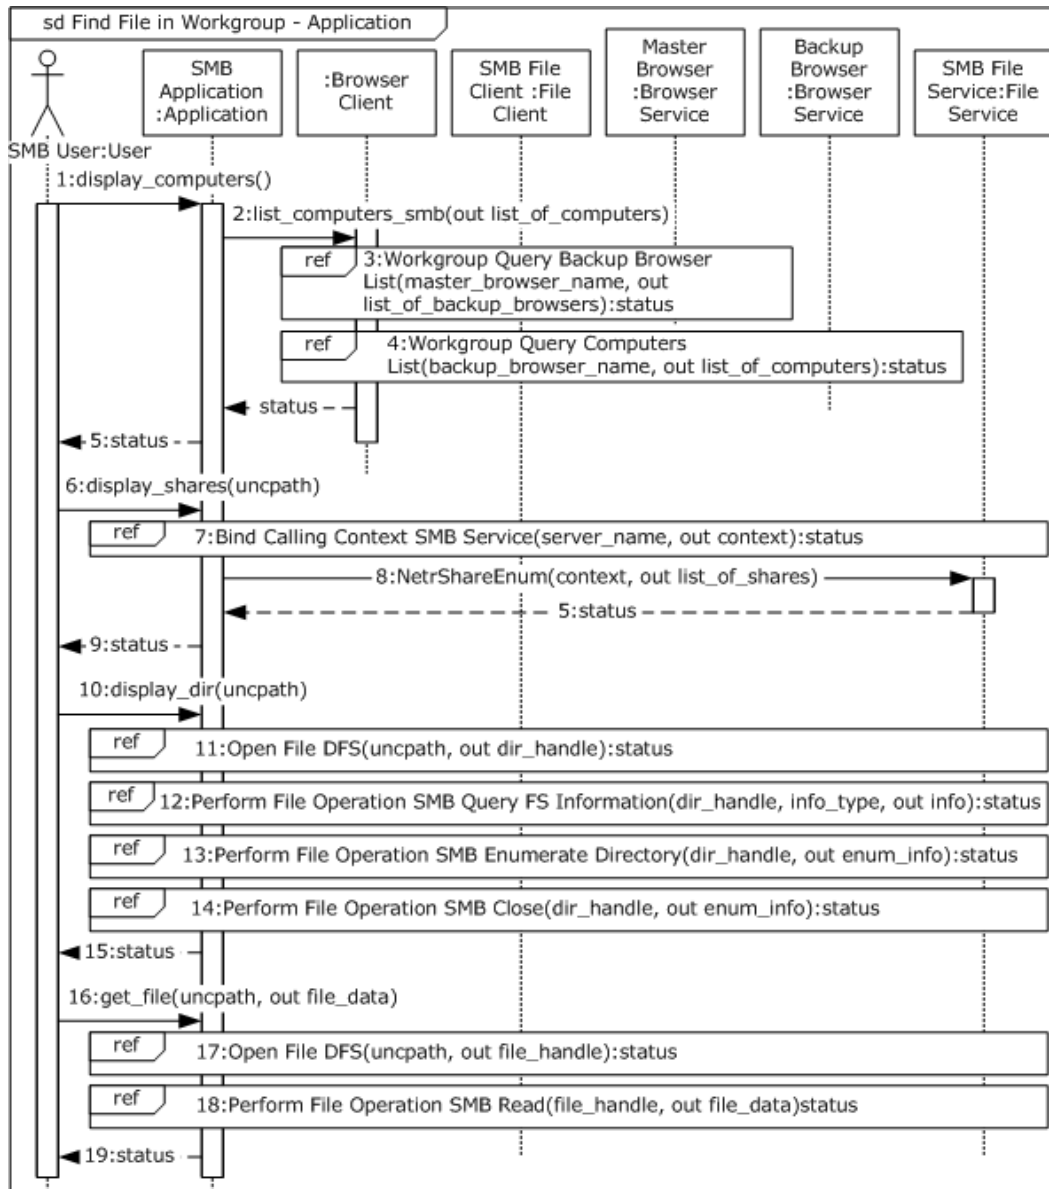 sd Find File in Workgroup - Application
SMB User:User
SMB
Application
:Application
:Browser
Client
SMB File
Client :File
Client
Master
Browser
:Browser
Service
Backup
Browser
:Browser
Service
SMB File
Service:File
Service
1:display_computers()
2:list_computers_smb(out list_of_computers)
ref
3:Workgroup Query Backup Browser
List(master_browser_name, out
list_of_backup_browsers):status
ref
4:Workgroup Query Computers
List(backup_browser_name, out list_of_computers):status
status
5:status
6:display_shares(uncpath)
ref
7:Bind Calling Context SMB Service(server_name, out context):status
8:NetrShareEnum(context, out list_of_shares)
5:status
9:status
10:display_dir(uncpath)
ref
11:Open File DFS(uncpath, out dir_handle):status
ref
12:Perform File Operation SMB Query FS Information(dir_handle, info_type, out info):status
ref
13:Perform File Operation SMB Enumerate Directory(dir_handle, out enum_info):status
ref
14:Perform File Operation SMB Close(dir_handle, out enum_info):status
15:status
16:get_file(uncpath, out file_data)
ref
17:Open File DFS(uncpath, out file_handle):status
ref
18:Perform File Operation SMB Read(file_handle, out file_data)status
19:status